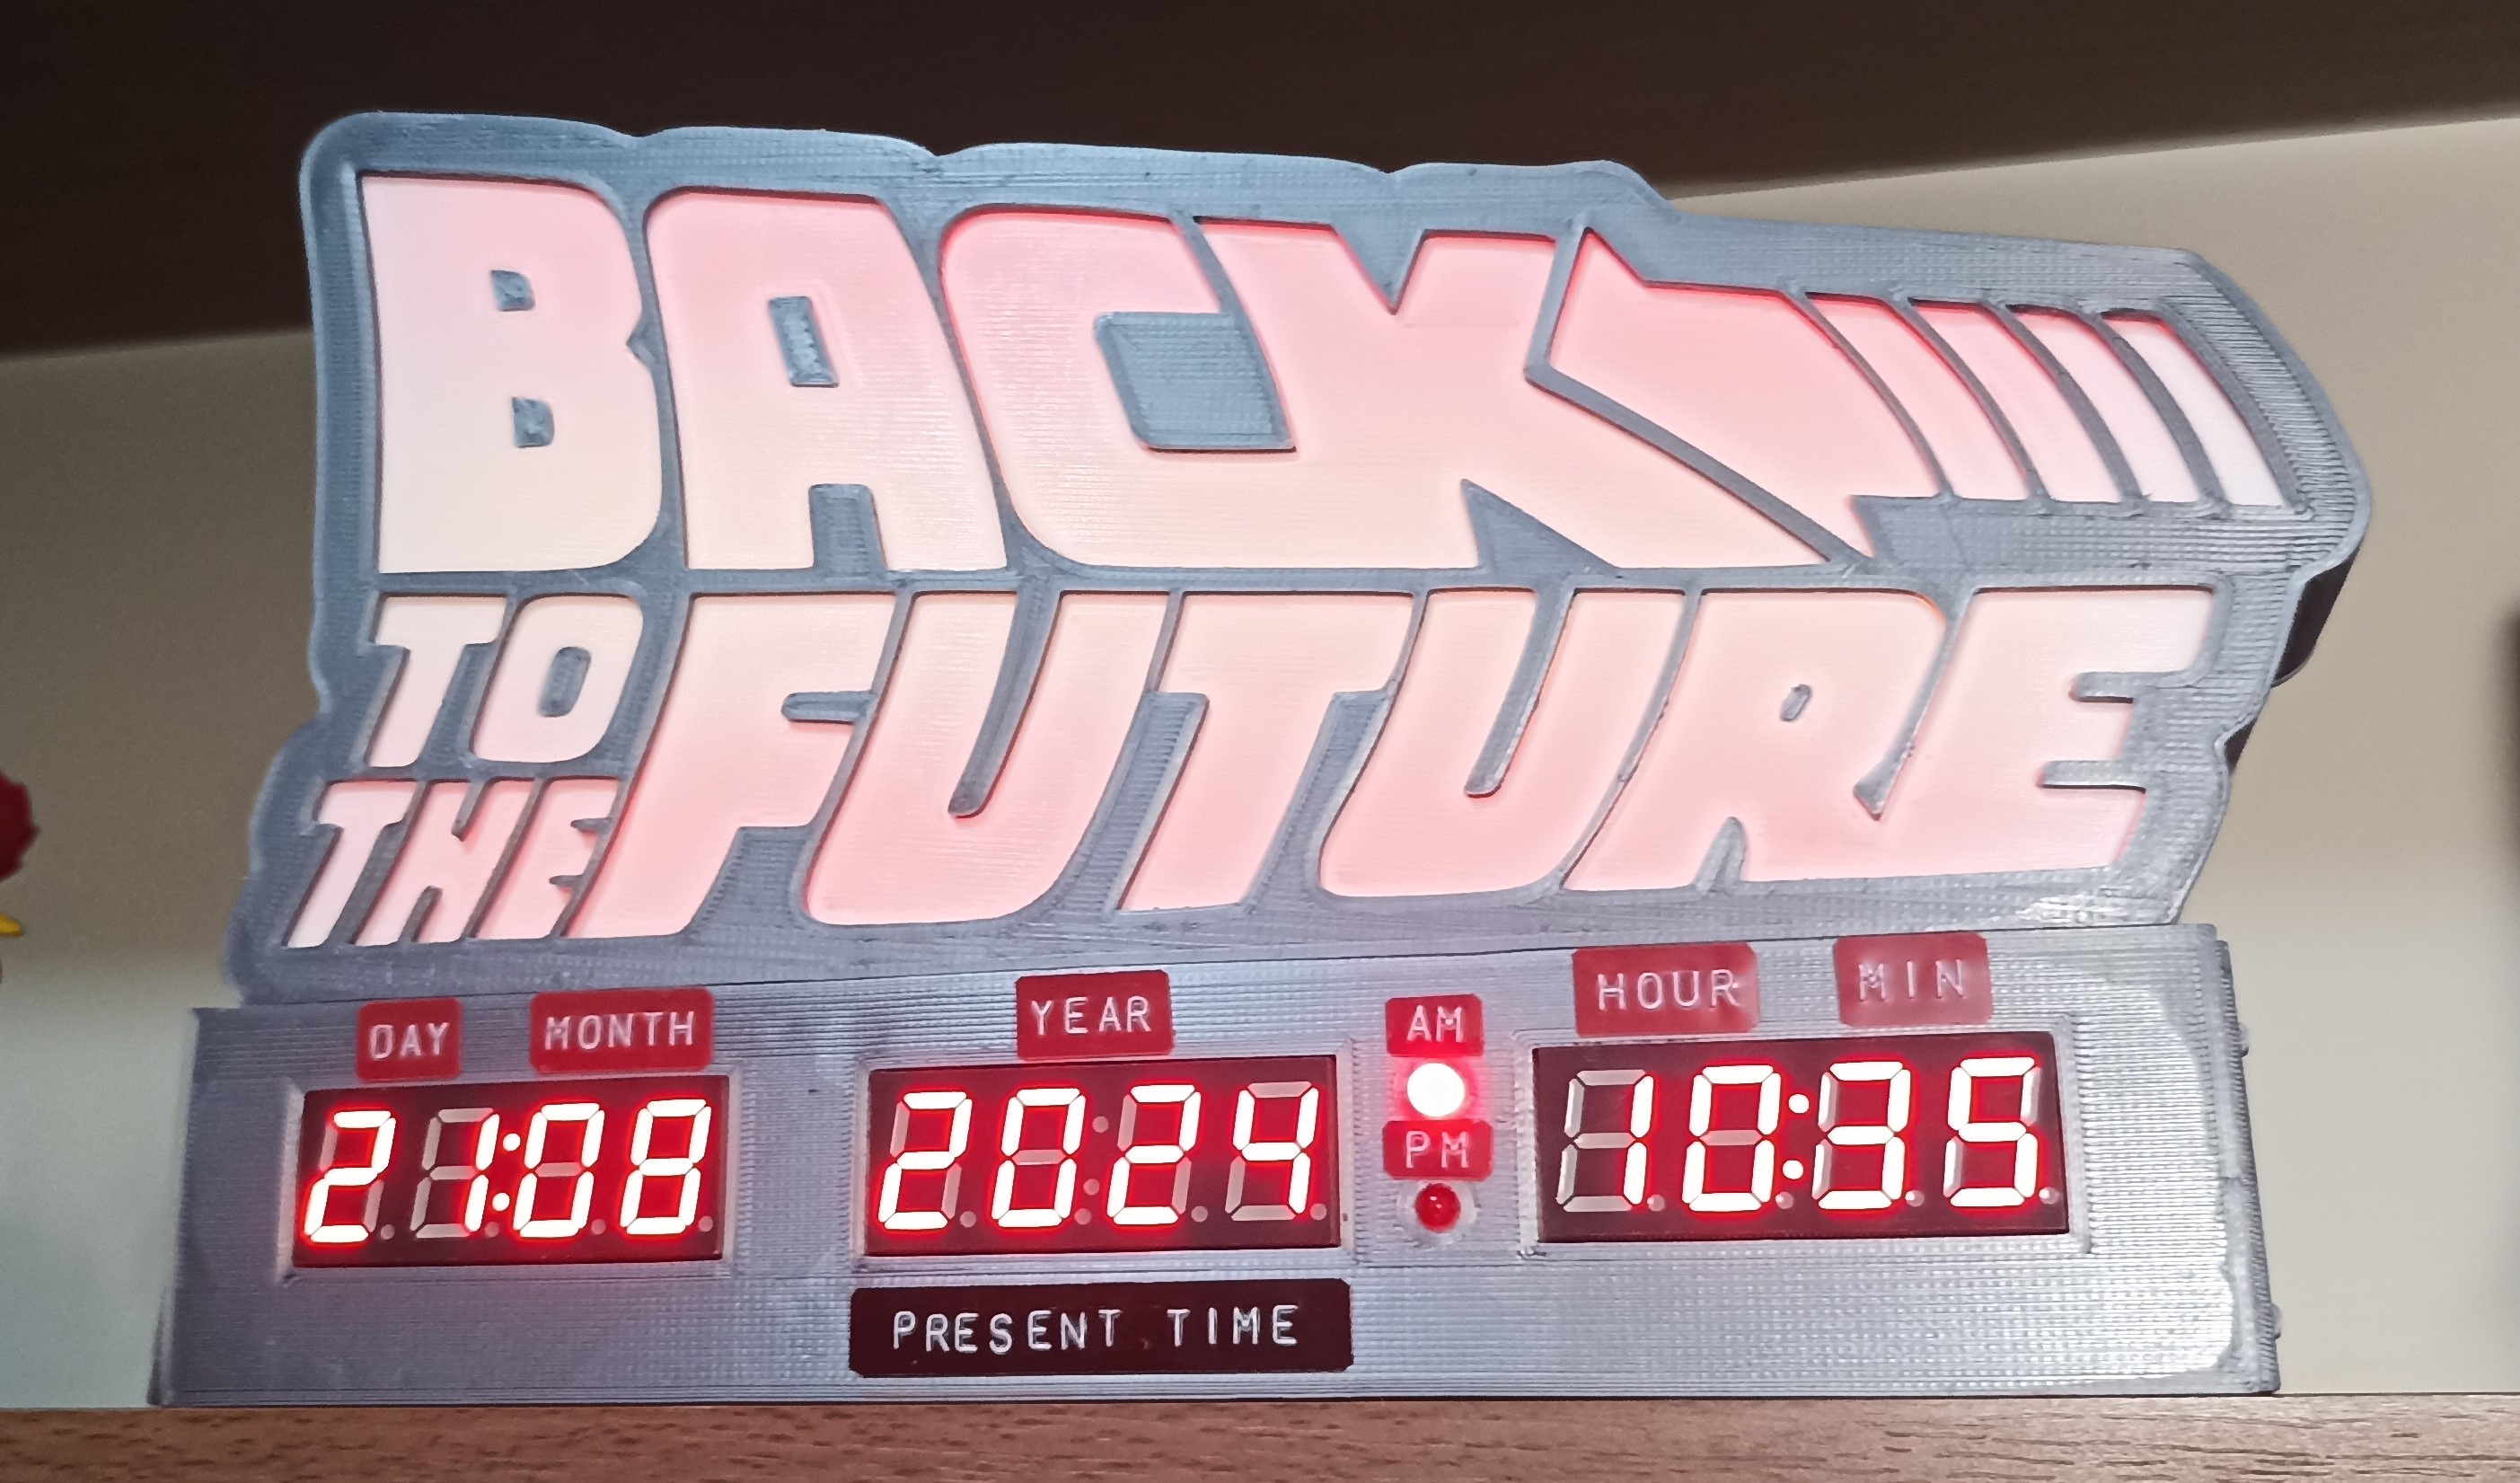 BACK
TO
THE FUTURE
DAY MONTH YEAR AM HOUR MIN
21:08 2024 10:35
PM
PRESENT TIME